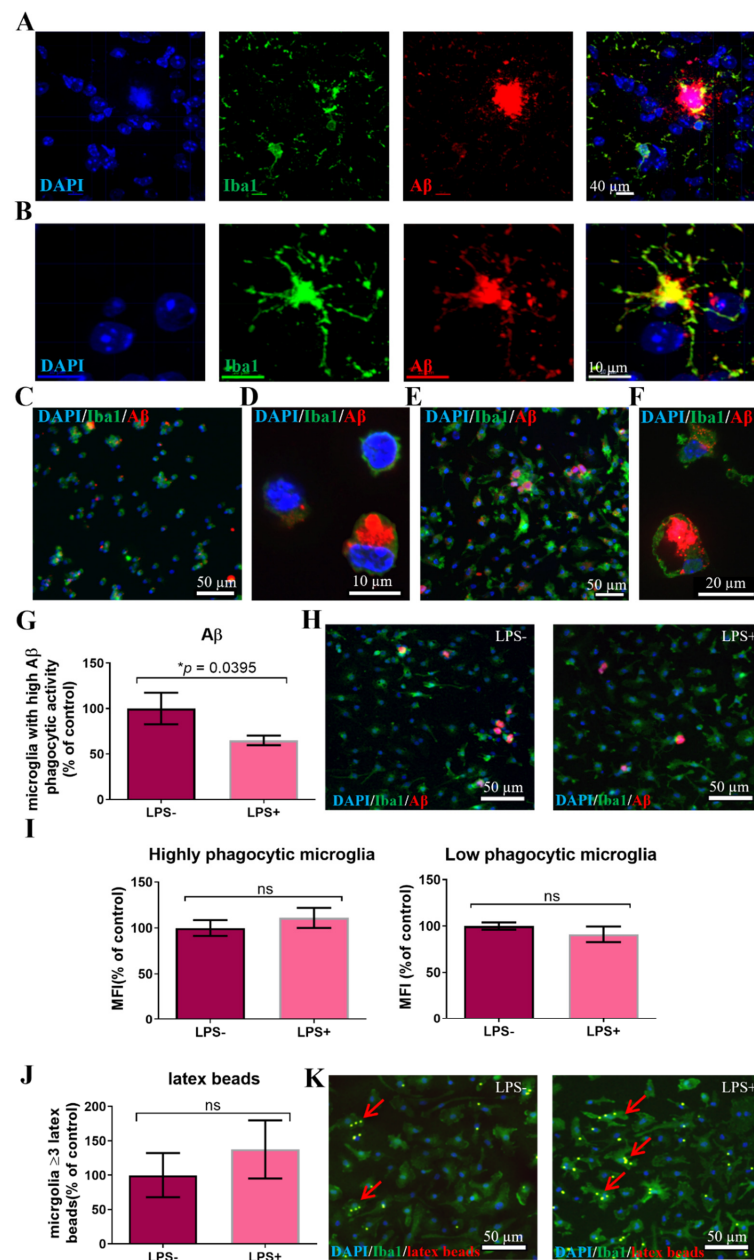 A
DAPI
Iba1
Aβ
40 µm
B
DAPI
Iba1
Aβ
10 µm
C
DAPI/Iba1/Aβ
50 µm
D
DAPI/Iba1/Aβ
10 µm
E
DAPI/Iba1/Aβ
50 µm
F
DAPI/Iba1/Aβ
20 µm
G
Aβ
microglia with high Aβ
phagocytic activity
(% of control)
150
100
50
0
*p = 0.0395
LPS-
LPS+
H
LPS-
DAPI/Iba1/Aβ
50 µm
LPS+
DAPI/Iba1/Aβ
50 µm
I
Highly phagocytic microglia
MFI(% of control)
150
100
50
0
ns
LPS-
LPS+
Low phagocytic microglia
MFI (%of control)
150
100
50
0
ns
LPS-
LPS+
J
latex beads
micrgolia ≥3 latex
beads(% of control)
200
150
100
50
0
ns
LPS-
LPS+
K
LPS-
50 µm
DAPI/Iba1/latex beads
LPS+
50 µm
DAPI/Iba1/latex beads